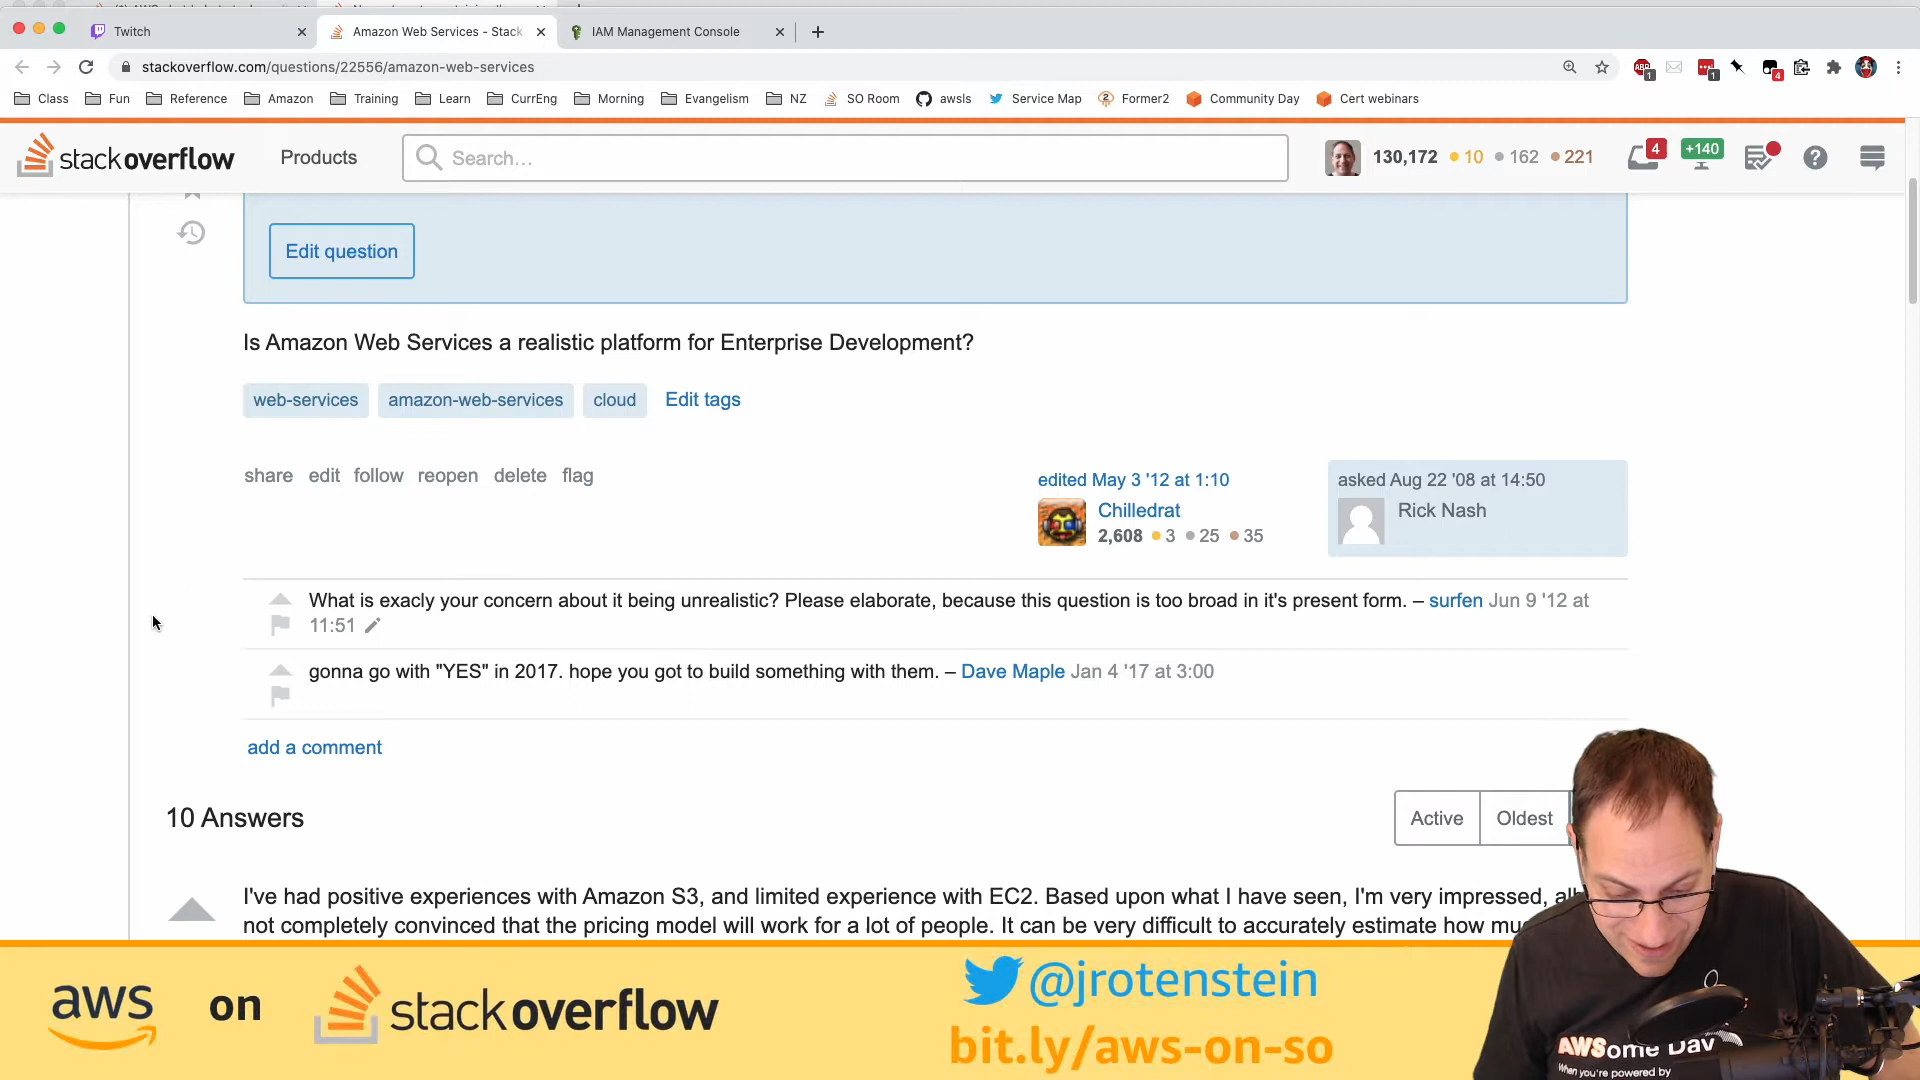 Twitch
Amazon Web Services - Stack
IAM Management Console
stackoverflow.com/questions/22556/amazon-web-services
1
1
4
Class
Fun
Reference
Amazon
Training
Learn
CurrEng
Morning
Evangelism
NZ
SO Room
awsls
Service Map
Former2
Community Day
Cert webinars
stackoverflow
Products
Search...
130,172 10 162 221
4
+140
Edit question
Is Amazon Web Services a realistic platform for Enterprise Development?
web-services amazon-web-services cloud Edit tags
share edit follow reopen delete flag
edited May 3 '12 at 1:10
Chilledrat
2,608 3 25 35
asked Aug 22 '08 at 14:50
Rick Nash
What is exacly your concern about it being unrealistic? Please elaborate, because this question is too broad in it's present form. – surfen Jun 9 '12 at
11:51
gonna go with "YES" in 2017. hope you got to build something with them. – Dave Maple Jan 4 '17 at 3:00
add a comment
10 Answers
Active Oldest
I've had positive experiences with Amazon S3, and limited experience with EC2. Based upon what I have seen, I'm very impressed,
not completely convinced that the pricing model will work for a lot of people. It can be very difficult to accurately estimate how
aws on stackoverflow
@jrotenstein
bit.ly/aws-on-so
AWSome Day
When you're powered by